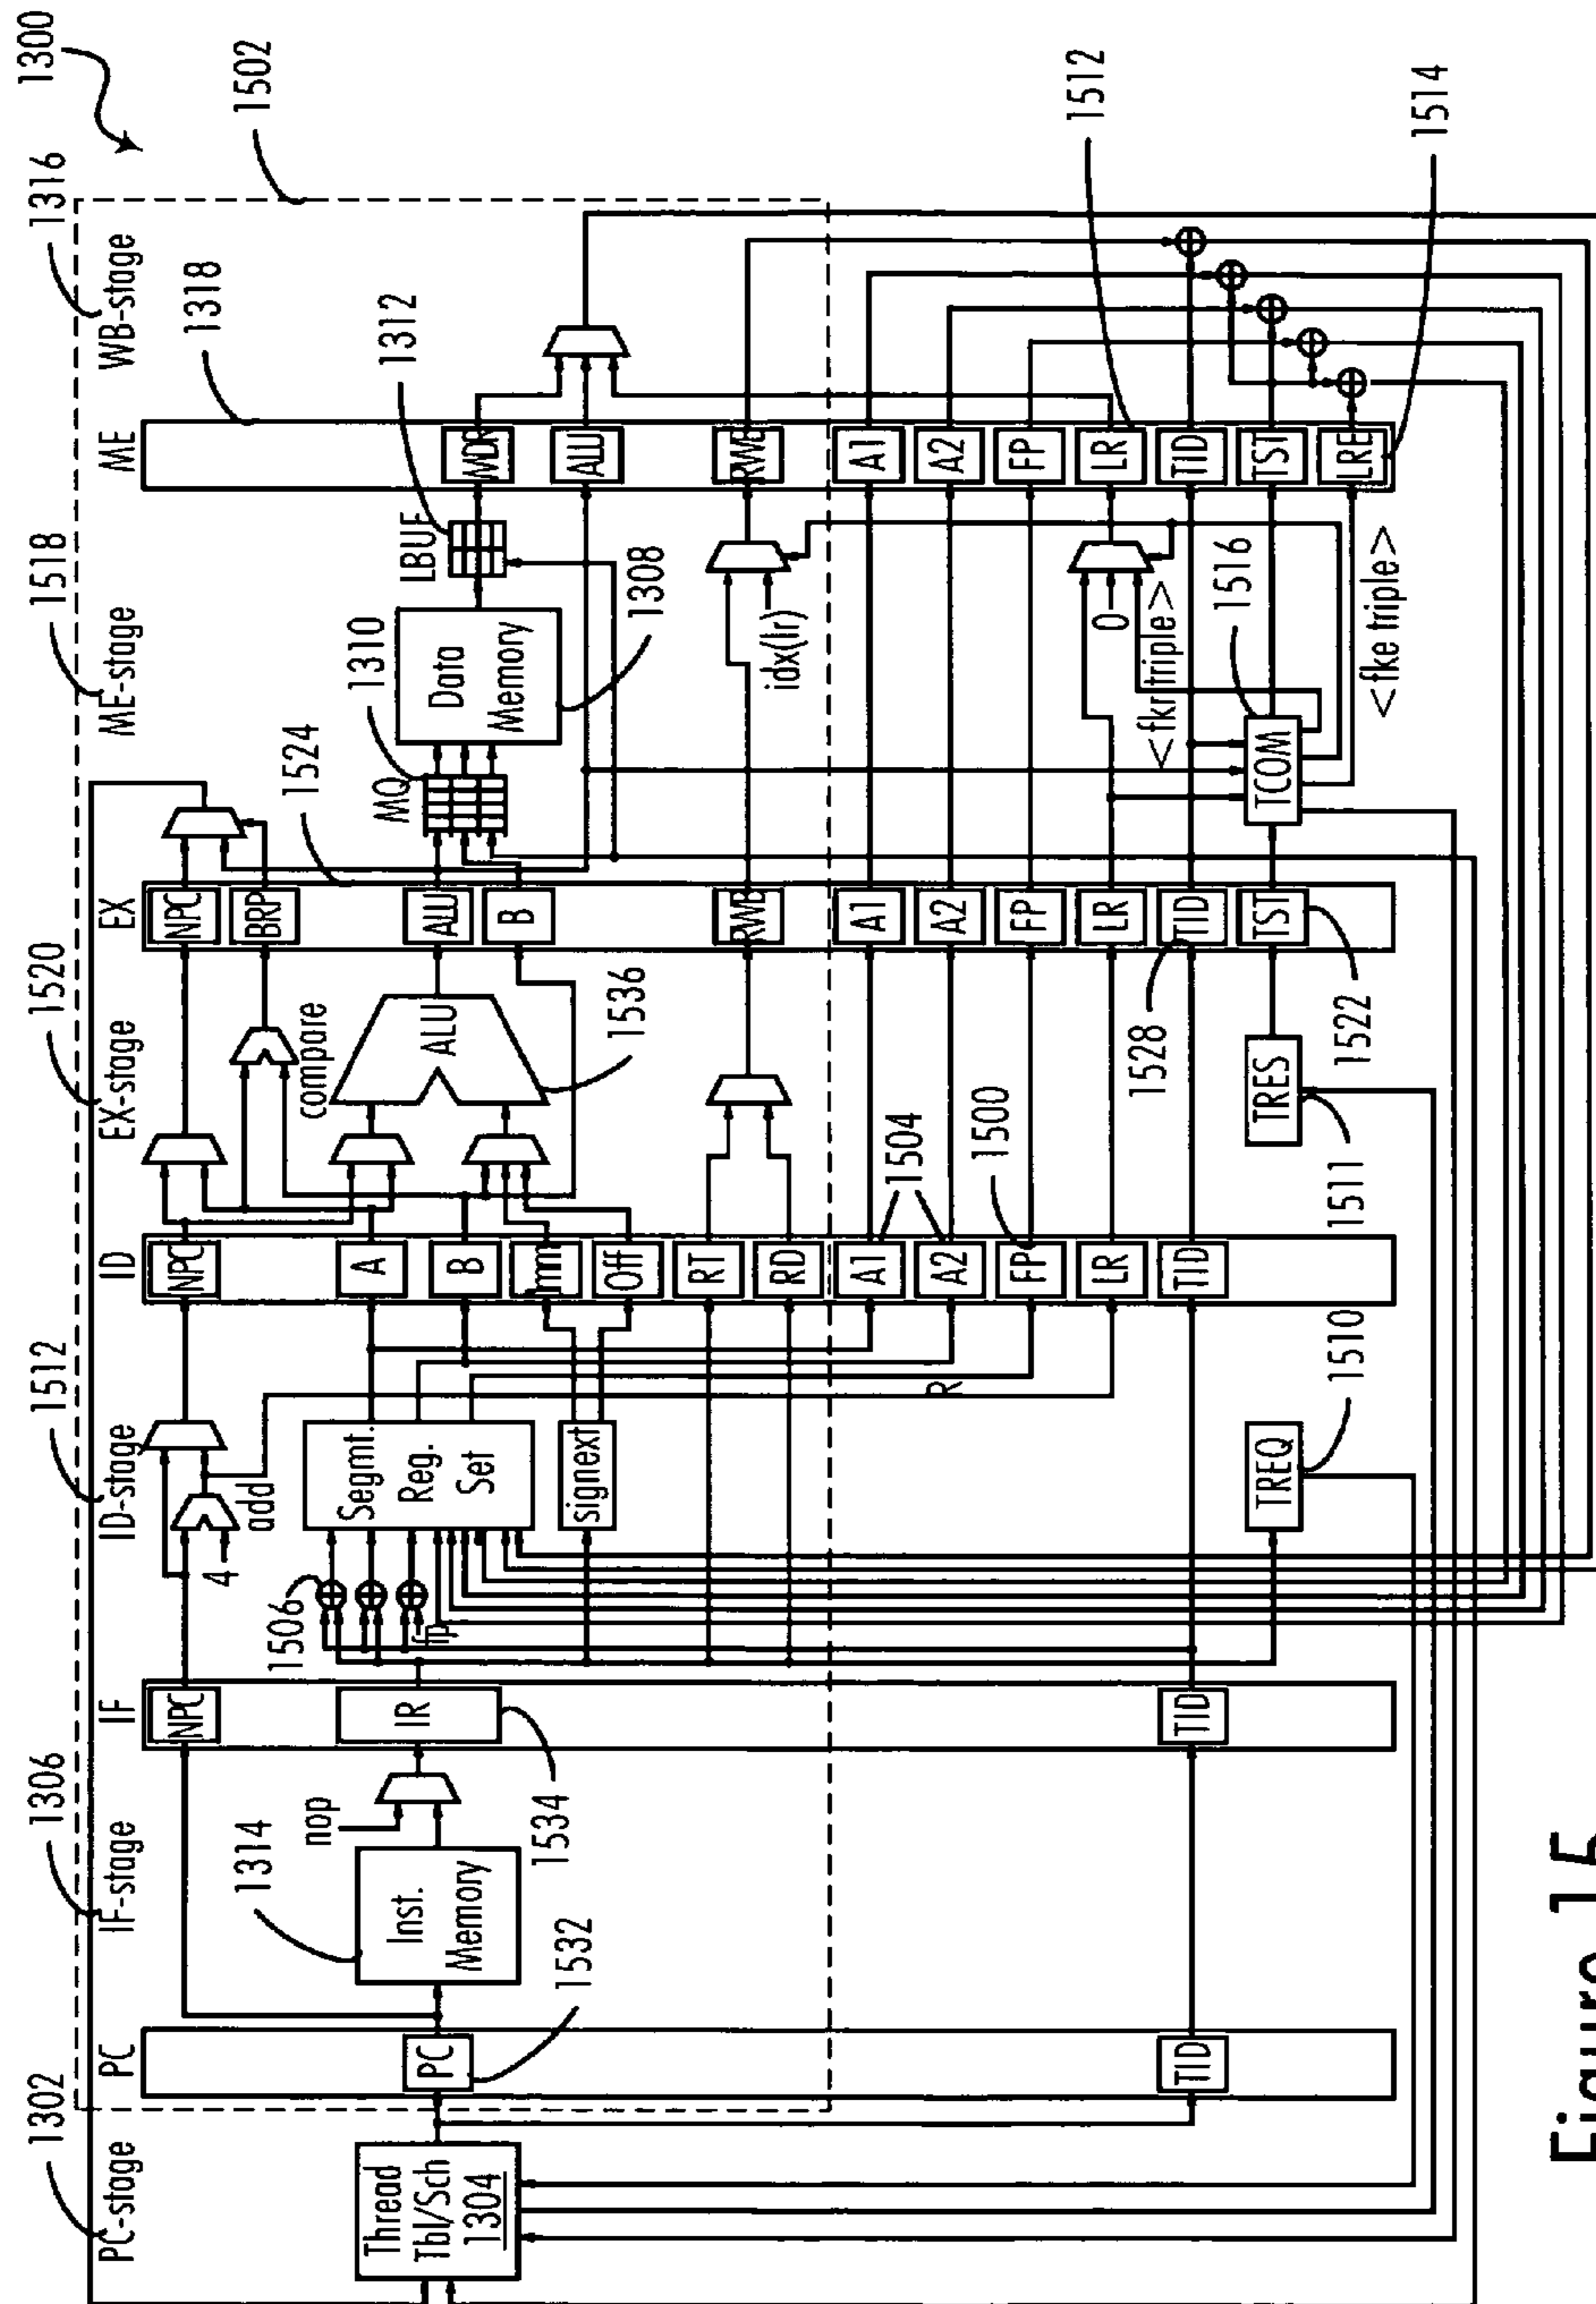 1300
1302
1306
1512
1520
1518
1316
1502
PC-stage
IF-stage
ID-stage
EX-stage
ME-stage
WB-stage
PC
IF
ID
EX
ME
1318
1524
NPC
NPC
NPC
BRP
4
add
compare
Thread
Tbl/Sch
1304
PC
1532
1314
Inst.
Memory
nop
IR
1534
1506
fp
Segmt.
Reg.
Set
signext
A
B
Imm
Off
RT
RD
ALU
1536
ALU
B
MQ
1310
Data
Memory
1308
LBUF
1312
MDR
ALU
RWB
idx(lr)
RWB
R
A1
A2
FP
LR
TID
1504
1500
A1
A2
FP
LR
TID
TST
1528
1522
A1
A2
FP
LR
TID
TST
LRE
1512
1514
0
<fkr triple>
<fke triple>
TCOM
1516
TID
TID
TREQ
1510
TRES
1511
Figure 15